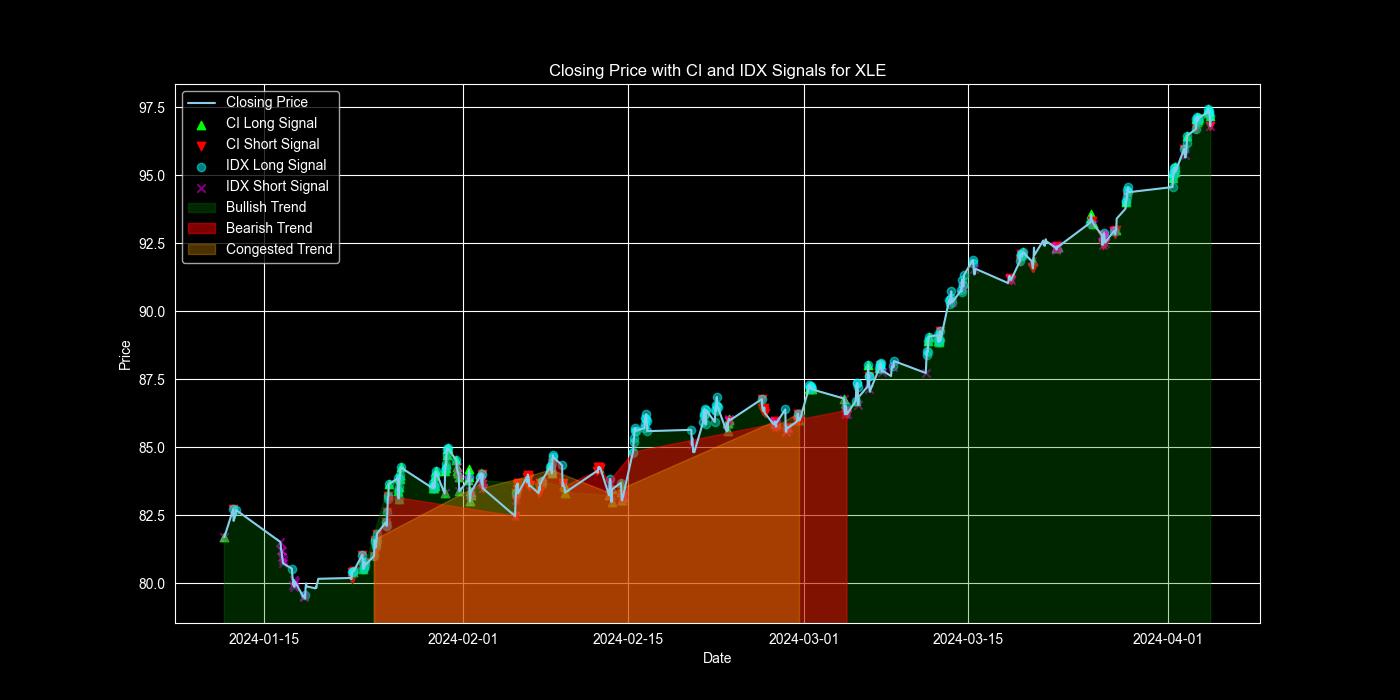 Closing Price with CI and IDX Signals for XLE
Closing Price
CI Long Signal
CI Short Signal
IDX Long Signal
IDX Short Signal
Bullish Trend
Bearish Trend
Congested Trend
97.5
95.0
92.5
90.0
87.5
85.0
82.5
80.0
Price
2024-01-15 2024-02-01 2024-02-15 2024-03-01 2024-03-15 2024-04-01
Date